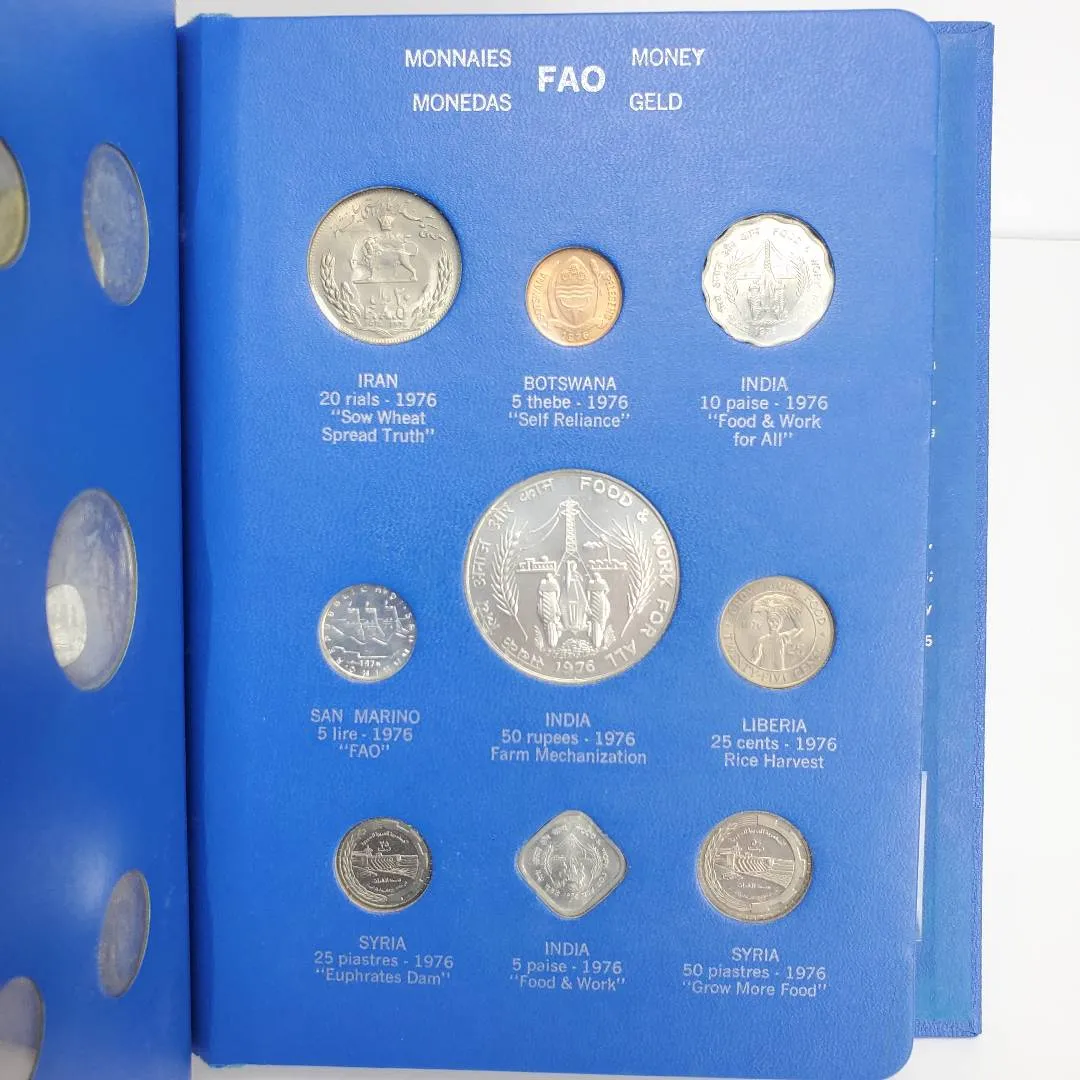 MONNAIES FAO MONEY
MONEDAS GELD
IRAN
20 rials - 1976
"Sow Wheat
Spread Truth"
BOTSWANA
5 thebe - 1976
"Self Reliance"
INDIA
10 paise - 1976
"Food & Work
for All"
अनाज और काम FOOD & WORK FOR ALL
1976
SAN MARINO
5 lire - 1976
"FAO"
INDIA
50 rupees - 1976
Farm Mechanization
LIBERIA
25 cents - 1976
Rice Harvest
SYRIA
25 piastres - 1976
"Euphrates Dam"
INDIA
5 paise - 1976
"Food & Work"
SYRIA
50 piastres - 1976
"Grow More Food"